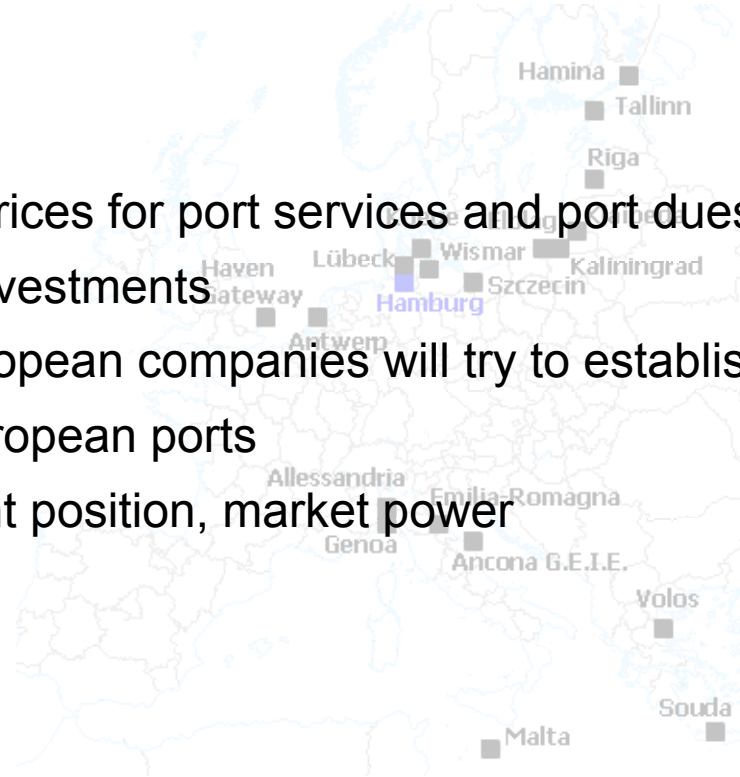 Hamina
Tallinn
Riga
rices for port services and port dues
Lübeck
Wismar
Kaliningrad
Haven
Gateway
vestments
Szczecin
Hamburg
Antwerp
opean companies will try to establis
ropean ports
Allessandria
Emilia-Romagna
t position, market power
Genoa
Ancona G.E.I.E.
Volos
Souda
Malta